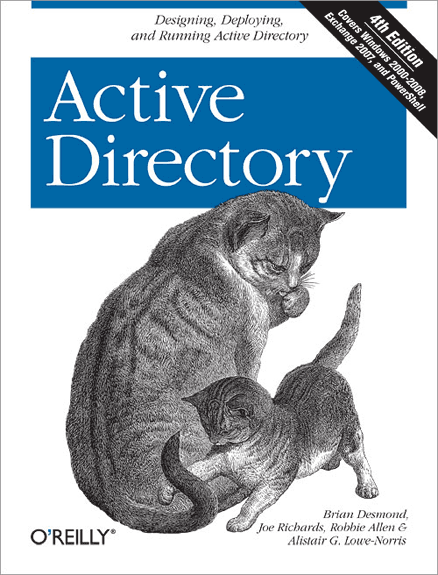 Designing, Deploying,
and Running Active Directory
4th Edition
Covers Windows 2000-2008,
Exchange 2007, and PowerShell
Active
Directory
Brian Desmond,
Joe Richards, Robbie Allen &
Alistair G. Lowe-Norris
O'REILLY®